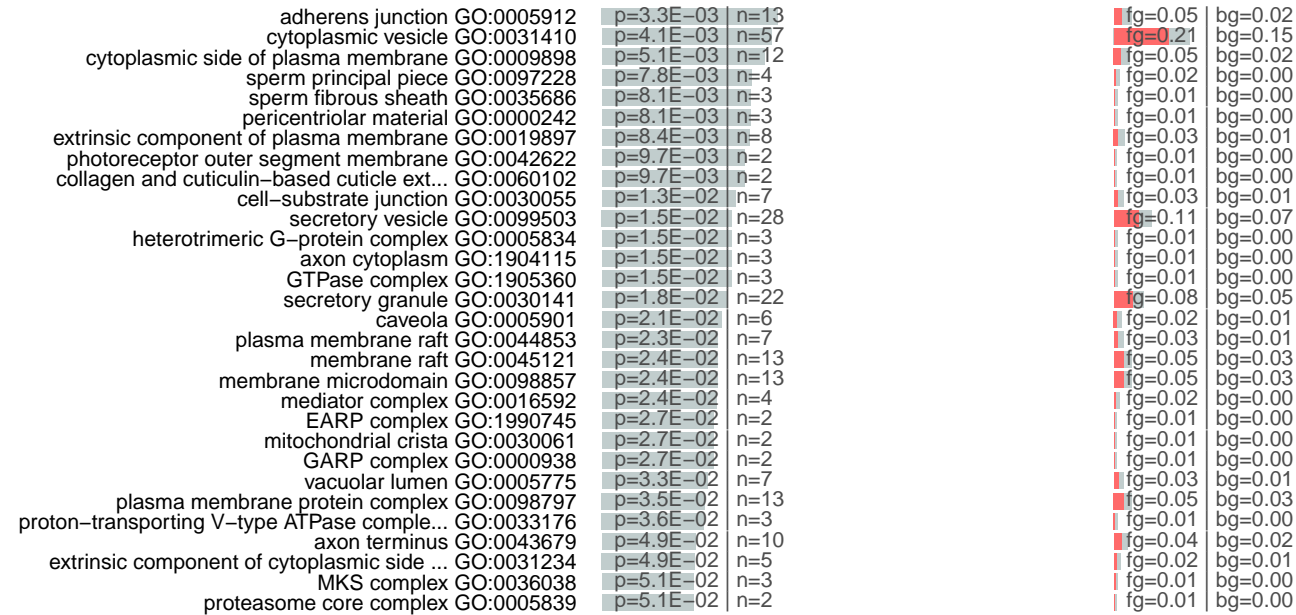 adherens junction GO:0005912 p=3.3E−03 | n=13 fg=0.05 | bg=0.02
cytoplasmic vesicle GO:0031410 p=4.1E−03 | n=57 fg=0.21 | bg=0.15
cytoplasmic side of plasma membrane GO:0009898 p=5.1E−03 | n=12 fg=0.05 | bg=0.02
sperm principal piece GO:0097228 p=7.8E−03 | n=4 fg=0.02 | bg=0.00
sperm fibrous sheath GO:0035686 p=8.1E−03 | n=3 fg=0.01 | bg=0.00
pericentriolar material GO:0000242 p=8.1E−03 | n=3 fg=0.01 | bg=0.00
extrinsic component of plasma membrane GO:0019897 p=8.4E−03 | n=8 fg=0.03 | bg=0.01
photoreceptor outer segment membrane GO:0042622 p=9.7E−03 | n=2 fg=0.01 | bg=0.00
collagen and cuticulin−based cuticle ext... GO:0060102 p=9.7E−03 | n=2 fg=0.01 | bg=0.00
cell−substrate junction GO:0030055 p=1.3E−02 | n=7 fg=0.03 | bg=0.01
secretory vesicle GO:0099503 p=1.5E−02 | n=28 fg=0.11 | bg=0.07
heterotrimeric G−protein complex GO:0005834 p=1.5E−02 | n=3 fg=0.01 | bg=0.00
axon cytoplasm GO:1904115 p=1.5E−02 | n=3 fg=0.01 | bg=0.00
GTPase complex GO:1905360 p=1.5E−02 | n=3 fg=0.01 | bg=0.00
secretory granule GO:0030141 p=1.8E−02 | n=22 fg=0.08 | bg=0.05
caveola GO:0005901 p=2.1E−02 | n=6 fg=0.02 | bg=0.01
plasma membrane raft GO:0044853 p=2.3E−02 | n=7 fg=0.03 | bg=0.01
membrane raft GO:0045121 p=2.4E−02 | n=13 fg=0.05 | bg=0.03
membrane microdomain GO:0098857 p=2.4E−02 | n=13 fg=0.05 | bg=0.03
mediator complex GO:0016592 p=2.4E−02 | n=4 fg=0.02 | bg=0.00
EARP complex GO:1990745 p=2.7E−02 | n=2 fg=0.01 | bg=0.00
mitochondrial crista GO:0030061 p=2.7E−02 | n=2 fg=0.01 | bg=0.00
GARP complex GO:0000938 p=2.7E−02 | n=2 fg=0.01 | bg=0.00
vacuolar lumen GO:0005775 p=3.3E−02 | n=7 fg=0.03 | bg=0.01
plasma membrane protein complex GO:0098797 p=3.5E−02 | n=13 fg=0.05 | bg=0.03
proton−transporting V−type ATPase comple... GO:0033176 p=3.6E−02 | n=3 fg=0.01 | bg=0.00
axon terminus GO:0043679 p=4.9E−02 | n=10 fg=0.04 | bg=0.02
extrinsic component of cytoplasmic side ... GO:0031234 p=4.9E−02 | n=5 fg=0.02 | bg=0.01
MKS complex GO:0036038 p=5.1E−02 | n=3 fg=0.01 | bg=0.00
proteasome core complex GO:0005839 p=5.1E−02 | n=2 fg=0.01 | bg=0.00